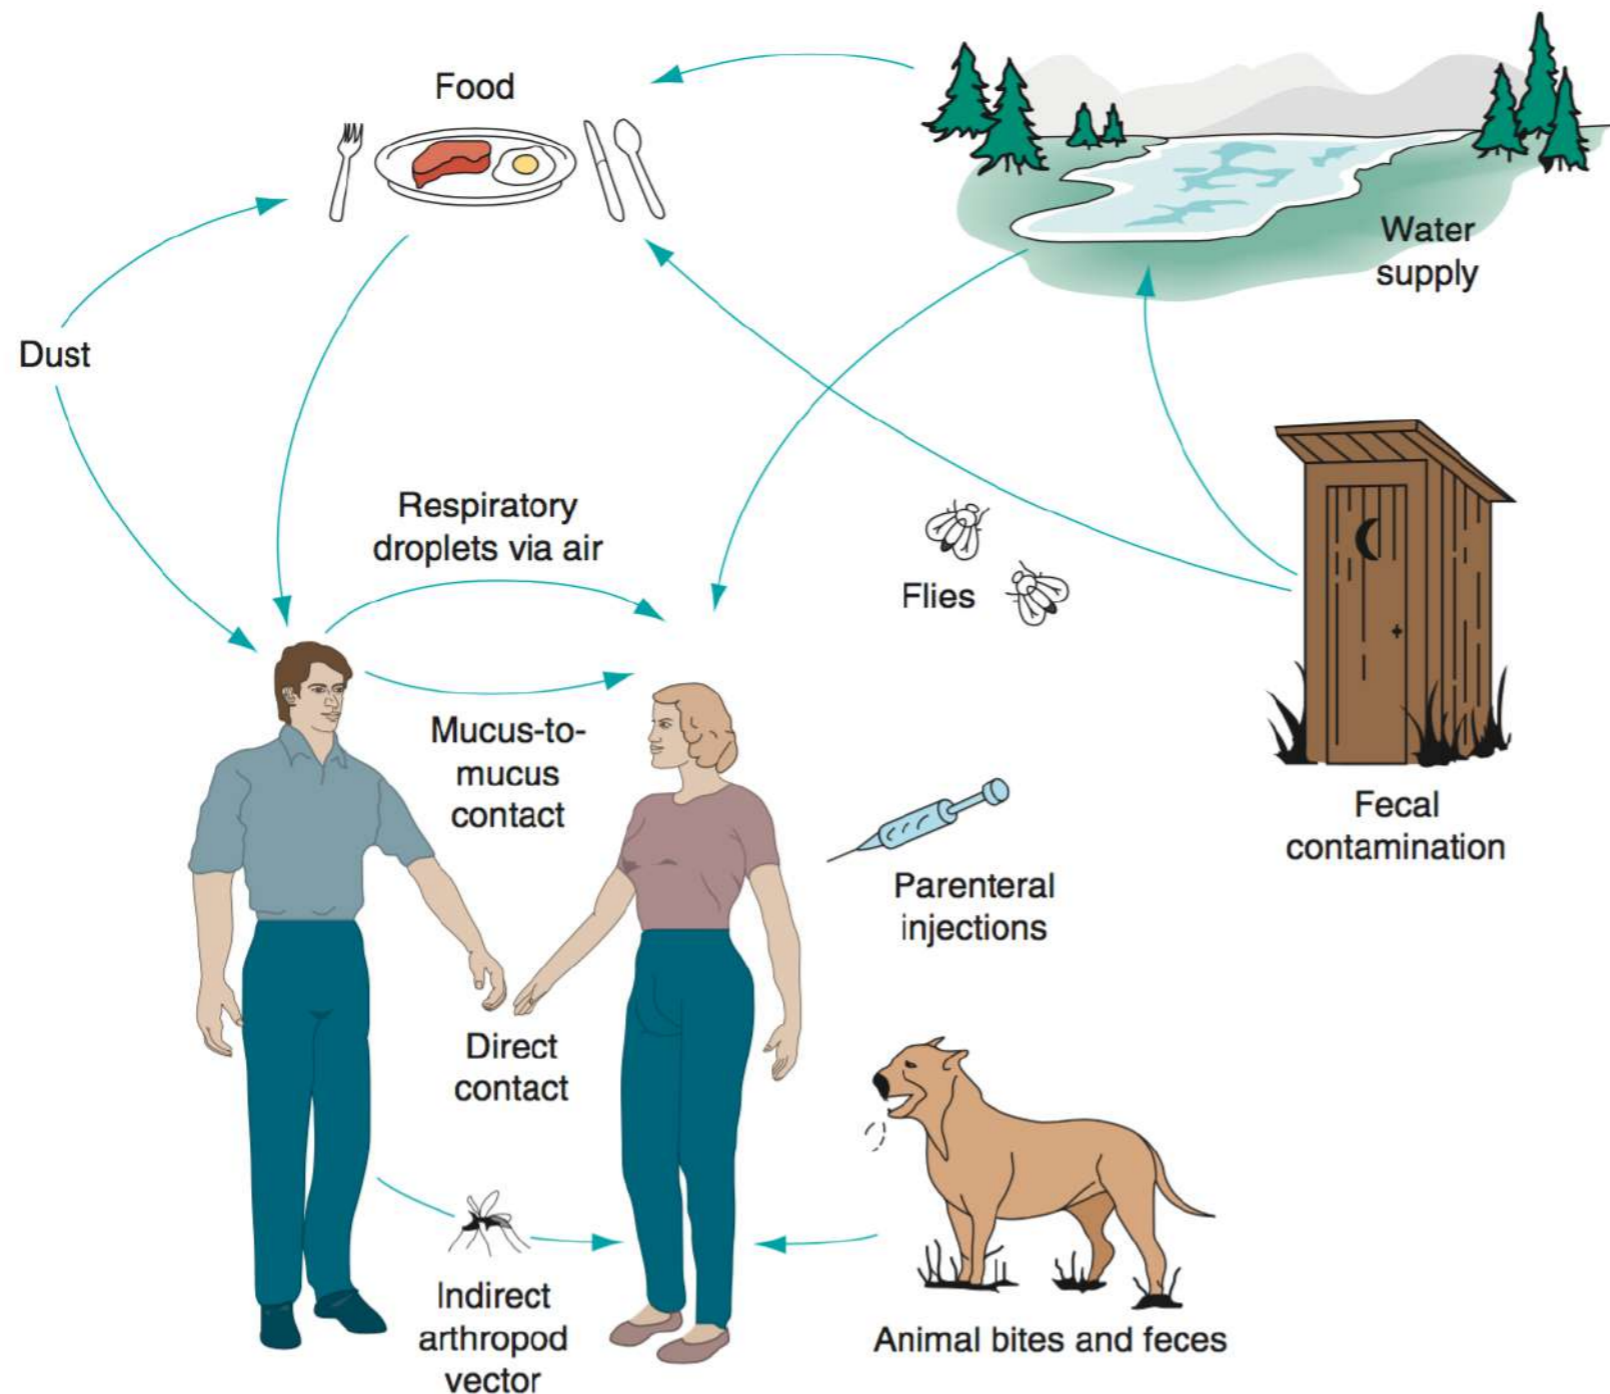 Food
Water
supply
Dust
Respiratory
droplets via air
Flies
Mucus-to-
mucus
contact
Fecal
contamination
Parenteral
injections
Direct
contact
Indirect
arthropod
vector
Animal bites and feces